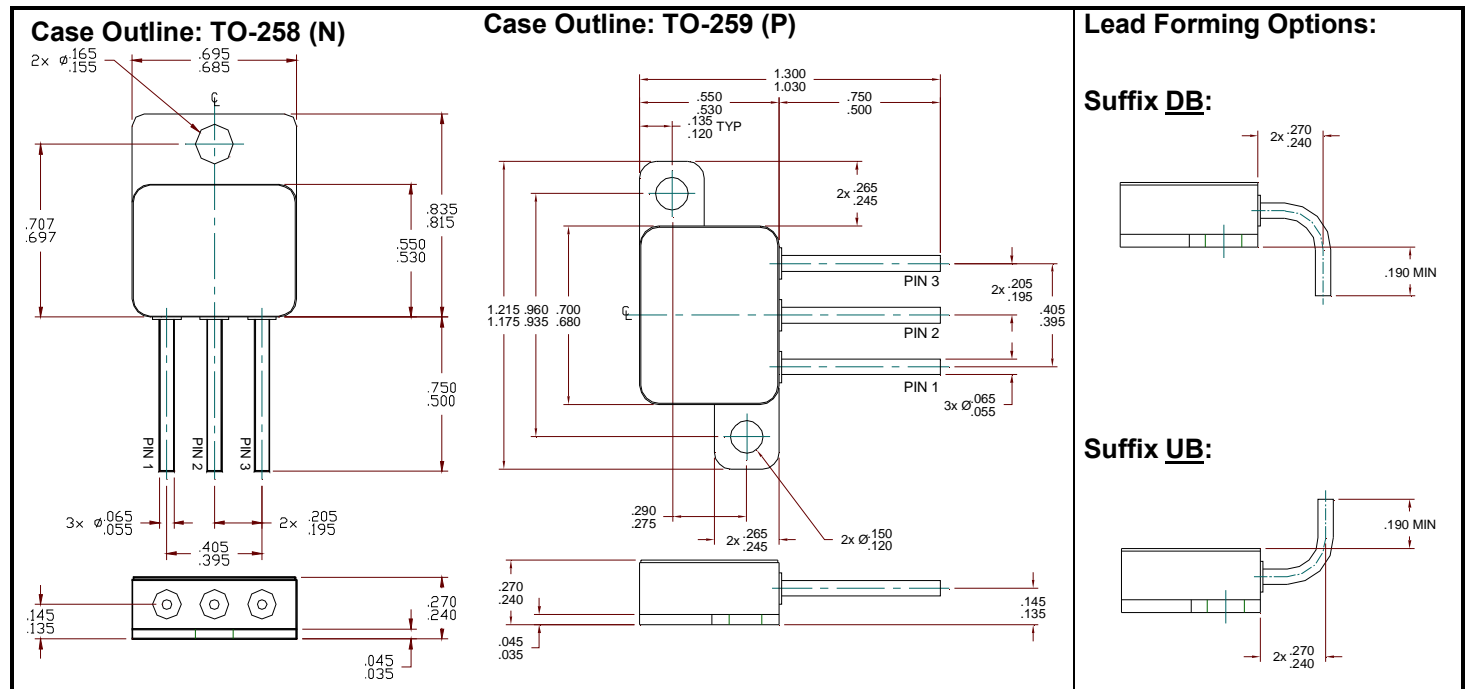 Case Outline: TO-258 (N)
2x ø.165
.155
.695
.685
℄
.707
.697
.835
.815
.550
.530
.750
.500
PIN 1
PIN 2
PIN 3
3x ø.065
.055
2x .205
.195
.405
.395
.145
.135
.270
.240
.045
.035
Case Outline: TO-259 (P)
1.300
1.030
.550
.530
.750
.500
.135 TYP
.120
2x .265
.245
1.215 .960 .700
1.175 .935 .680
℄
PIN 3
2x .205
.195
.405
.395
PIN 2
PIN 1
3x Ø.065
.055
.290
.275
2x .265
.245
2x Ø.150
.120
.270
.240
.045
.035
.145
.135
Lead Forming Options:
Suffix DB:
2x .270
.240
.190 MIN
Suffix UB:
.190 MIN
2x .270
.240